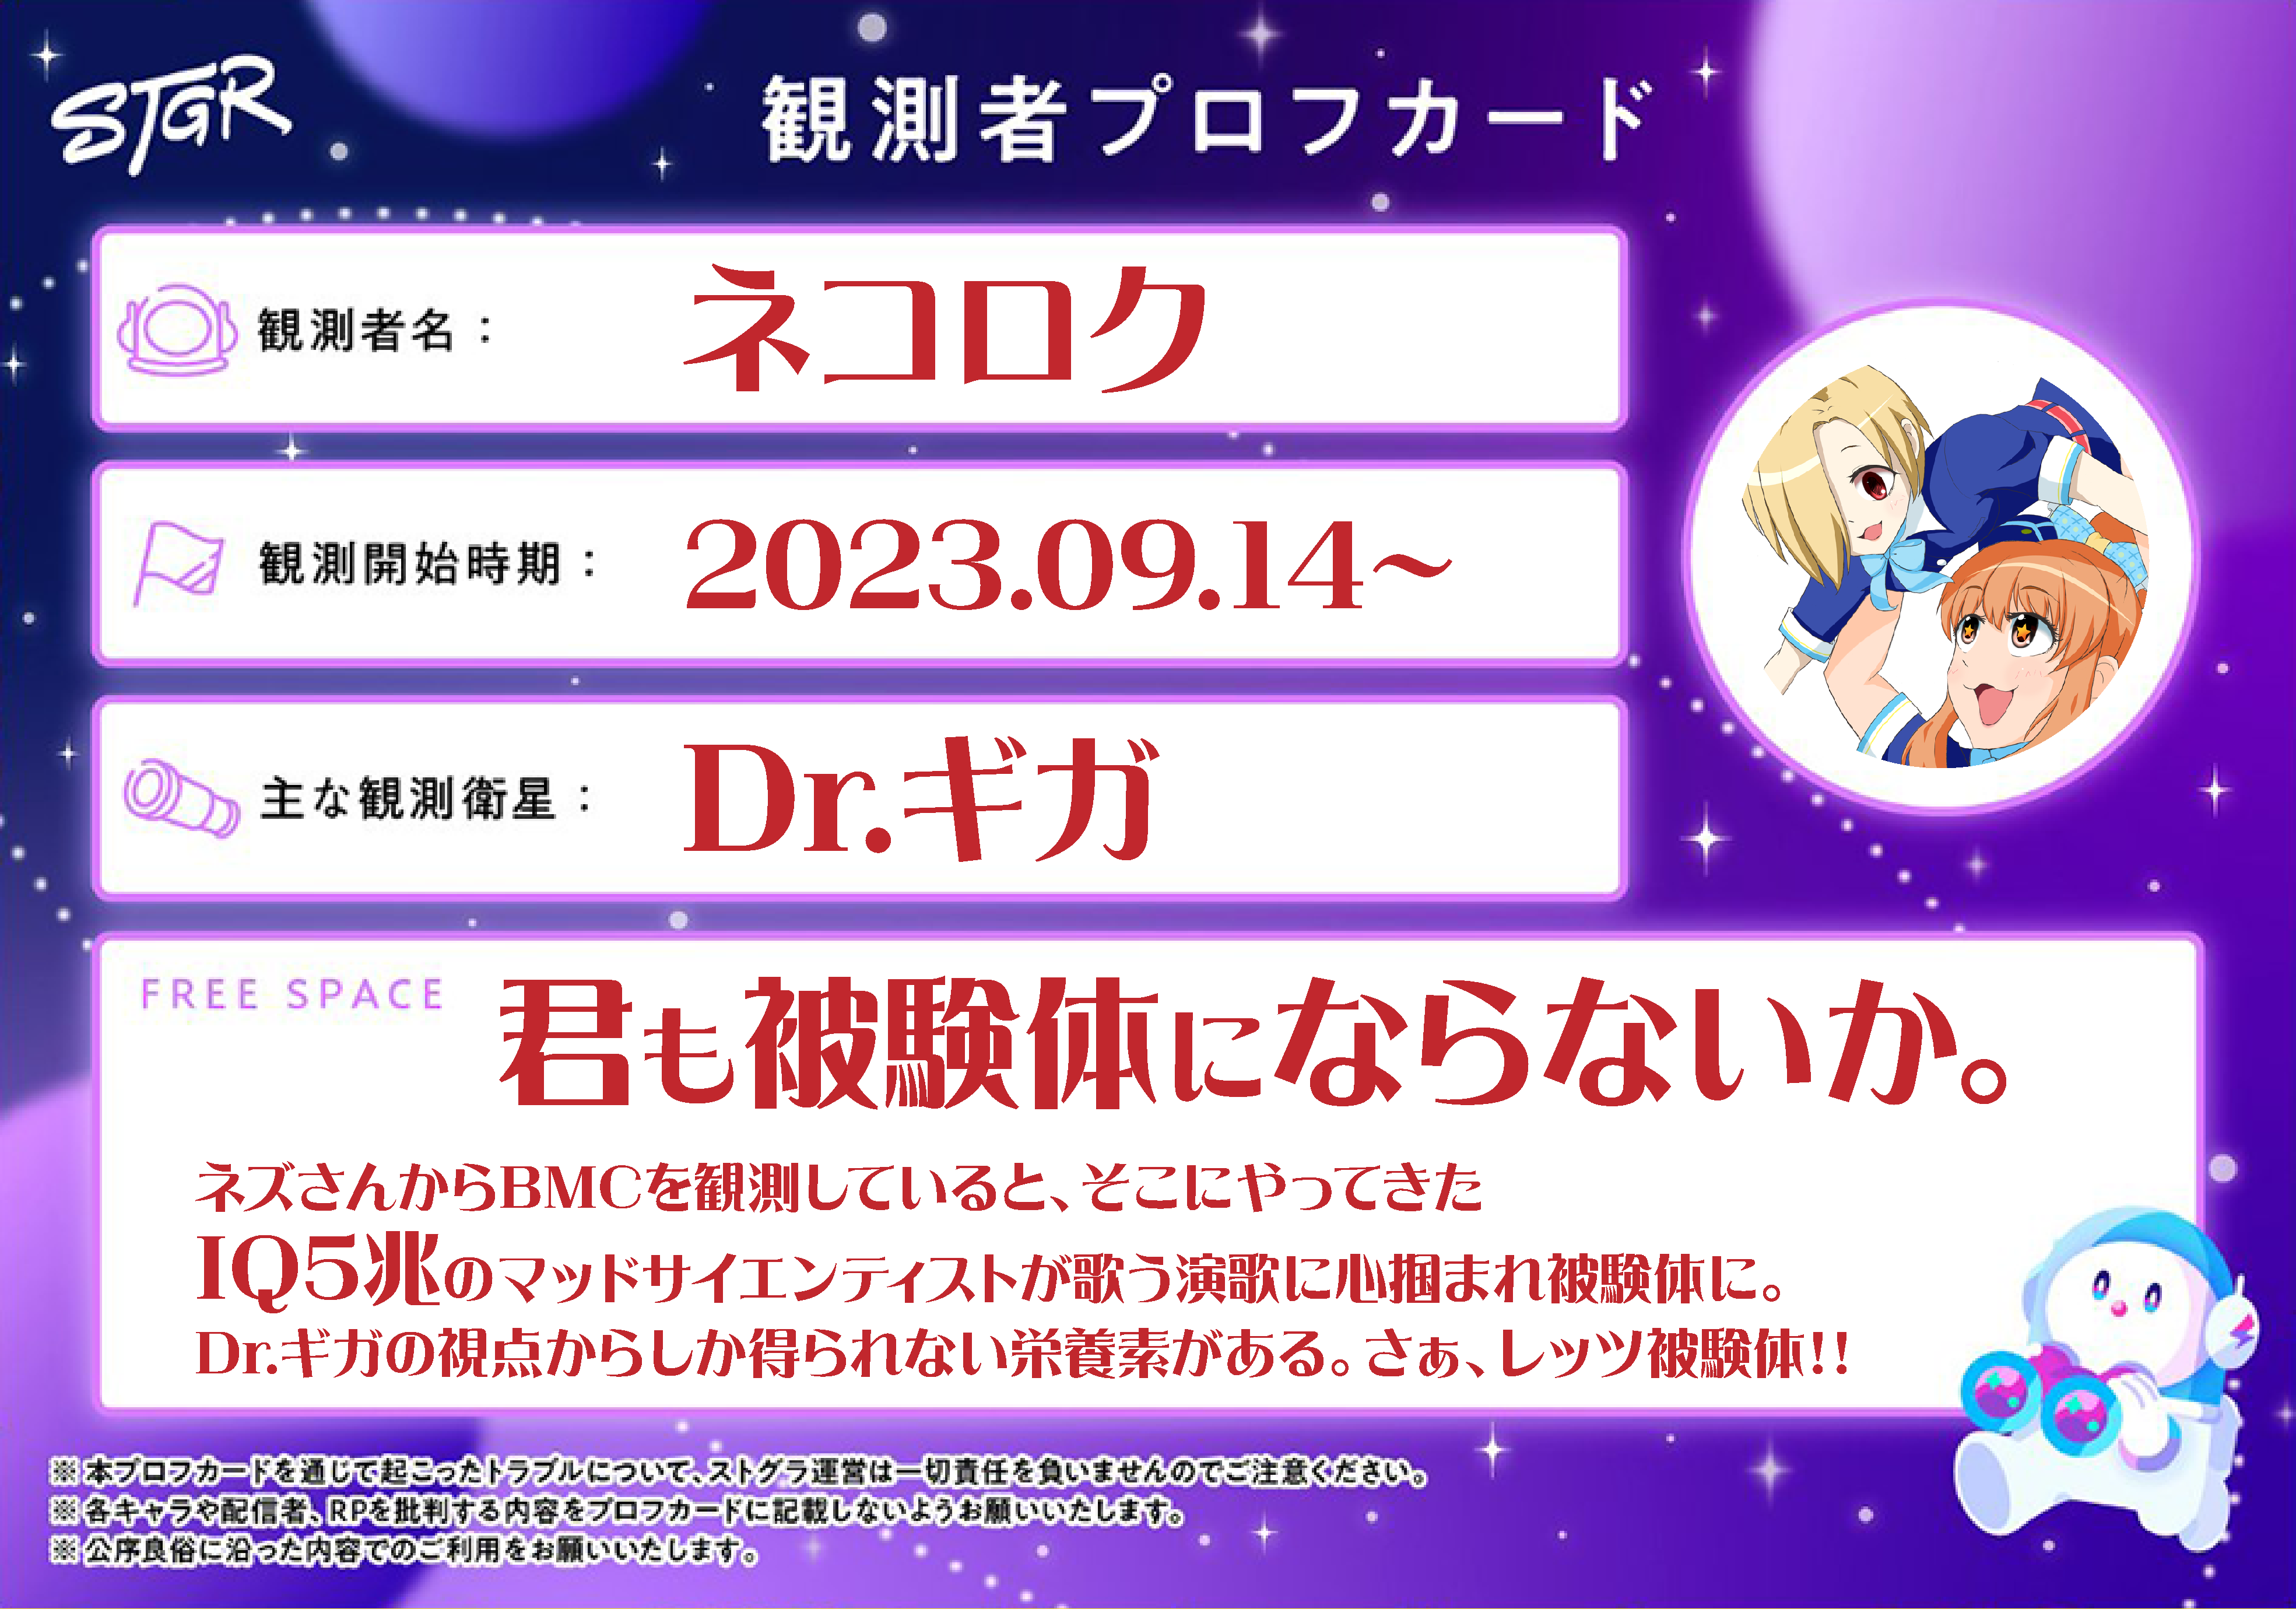 STGR
観測者プロフカード
観測者名：
ネコロク
観測開始時期：
2023.09.14~
主な観測衛星：
Dr.ギガ
FREE SPACE
君も被験体にならないか。
ネズさんからBMCを観測していると、そこにやってきた
IQ5兆のマッドサイエンティストが歌う演歌に心掴まれ被験体に。
Dr.ギガの視点からしか得られない栄養素がある。さぁ、レッツ被験体!!
※本プロフカードを通じて起こったトラブルについて、ストグラ運営は一切責任を負いませんのでご注意ください。
※各キャラや配信者、RPを批判する内容をプロフカードに記載しないようお願いいたします。
※公序良俗に沿った内容でのご利用をお願いいたします。